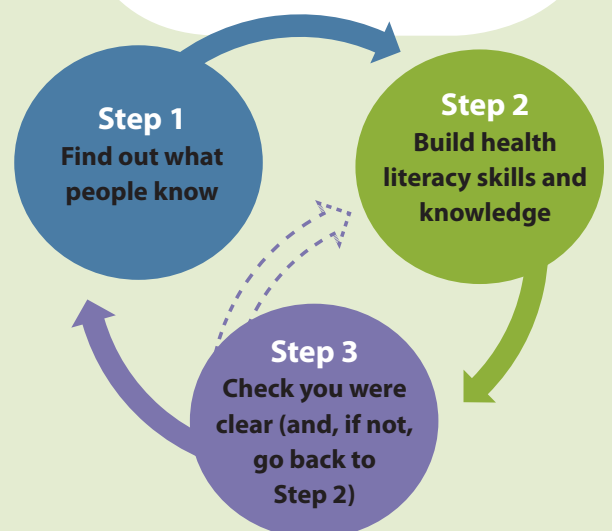 Step 1
Find out what
people know
Step 2
Build health
literacy skills and
knowledge
Step 3
Check you were
clear (and, if not,
go back to
Step 2)